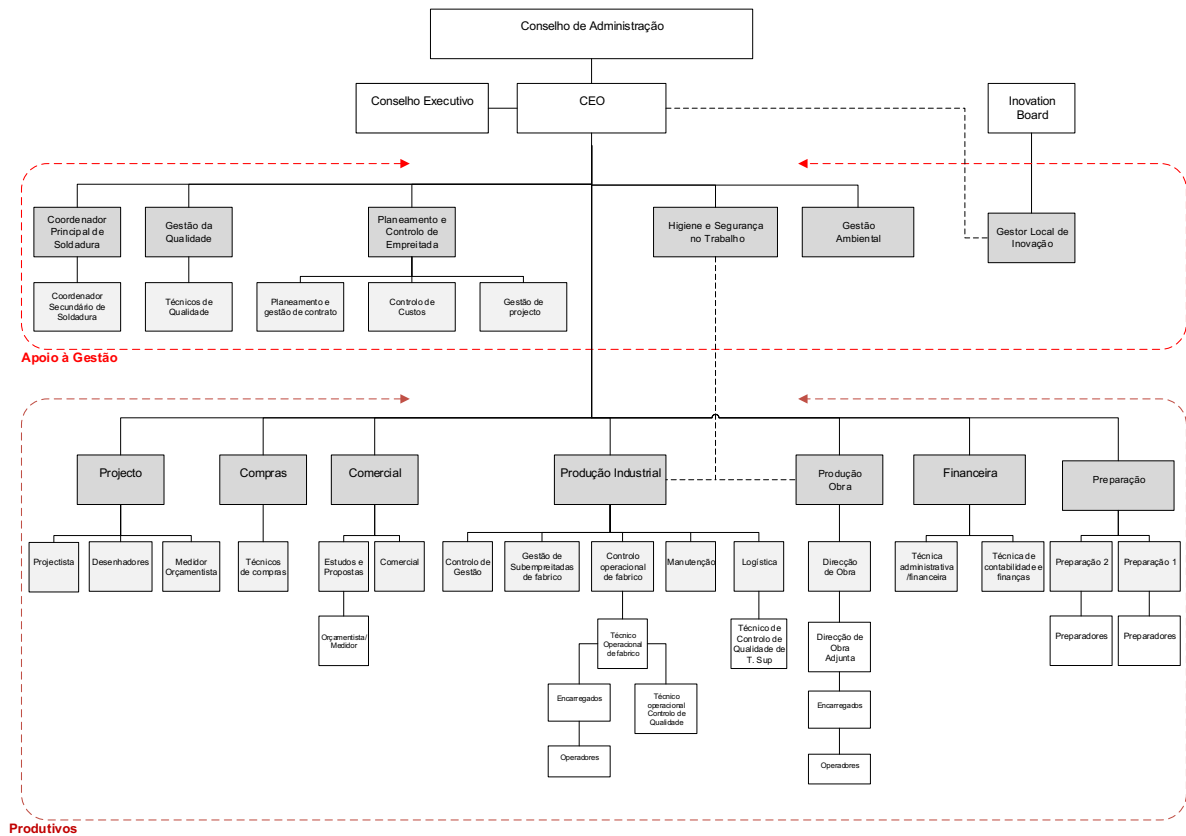 Conselho de Administração
Conselho Executivo
CEO
Inovation
Board
Coordenador
Principal de
Soldadura
Gestão da
Qualidade
Planeamento e
Controlo de
Empreitada
Higiene e Segurança
no Trabalho
Gestão
Ambiental
Gestor Local de
Inovação
Coordenador
Secundário de
Soldadura
Técnicos de
Qualidade
Planeamento e
gestão de contrato
Controlo de
Custos
Gestão de
projecto
Apoio à Gestão
Projecto
Compras
Comercial
Produção Industrial
Produção
Obra
Financeira
Preparação
Projectista
Desenhadores
Medidor
Orçamentista
Técnicos
de compras
Estudos e
Propostas
Comercial
Controlo de
Gestão
Gestão de
Subempreitadas
de fabrico
Controlo
operacional
de fabrico
Manutenção
Logística
Direcção
de Obra
Técnica
administrativa
/financeira
Técnica de
contabilidade e
finanças
Preparação 2
Preparação 1
Orçamentista/
Medidor
Técnico
Operacional
de fabrico
Técnico de
Controlo de
Qualidade de
T. Sup
Direcção de
Obra
Adjunta
Preparadores
Preparadores
Encarregados
Técnico
operacional
Controlo de
Qualidade
Encarregados
Operadores
Operadores
Produtivos